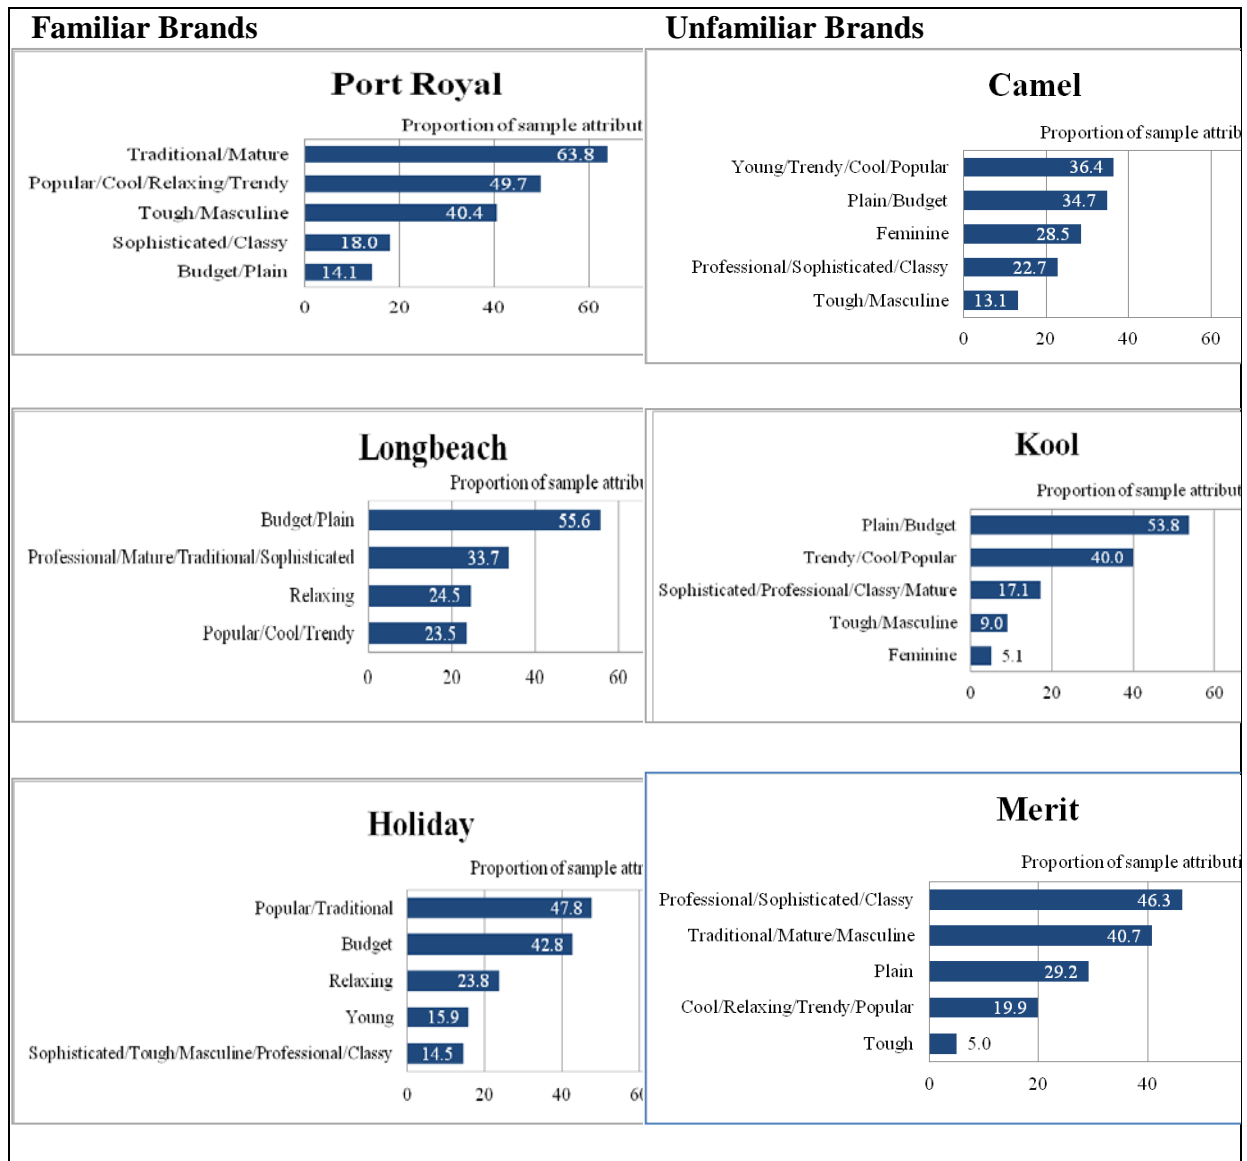 Familiar Brands
Unfamiliar Brands
Port Royal
Proportion of sample attribut
Traditional/Mature 63.8
Popular/Cool/Relaxing/Trendy 49.7
Tough/Masculine 40.4
Sophisticated/Classy 18.0
Budget/Plain 14.1
0 20 40 60
Camel
Proportion of sample attrib
Young/Trendy/Cool/Popular 36.4
Plain/Budget 34.7
Feminine 28.5
Professional/Sophisticated/Classy 22.7
Tough/Masculine 13.1
0 20 40 60
Longbeach
Proportion of sample attribu
Budget/Plain 55.6
Professional/Mature/Traditional/Sophisticated 33.7
Relaxing 24.5
Popular/Cool/Trendy 23.5
0 20 40 60
Kool
Proportion of sample attribut
Plain/Budget 53.8
Trendy/Cool/Popular 40.0
Sophisticated/Professional/Classy/Mature 17.1
Tough/Masculine 9.0
Feminine 5.1
0 20 40 60
Holiday
Proportion of sample attr
Popular/Traditional 47.8
Budget 42.8
Relaxing 23.8
Young 15.9
Sophisticated/Tough/Masculine/Professional/Classy 14.5
0 20 40 60
Merit
Proportion of sample attributi
Professional/Sophisticated/Classy 46.3
Traditional/Mature/Masculine 40.7
Plain 29.2
Cool/Relaxing/Trendy/Popular 19.9
Tough 5.0
0 20 40